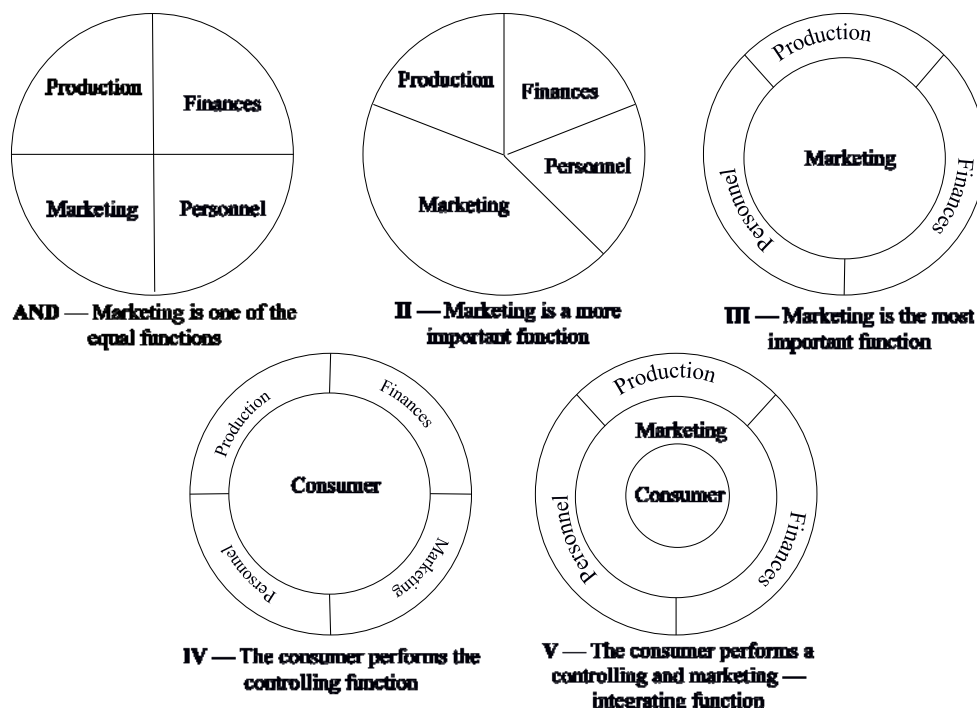 Production
Finances
Marketing
Personnel
AND — Marketing is one of the
equal functions
Production
Finances
Personnel
Marketing
II — Marketing is a more
important function
Production
Marketing
Personnel
Finances
III — Marketing is the most
important function
Production
Finances
Consumer
Personnel
Marketing
IV — The consumer performs the
controlling function
Production
Marketing
Consumer
Personnel
Finances
V — The consumer performs a
controlling and marketing —
integrating function